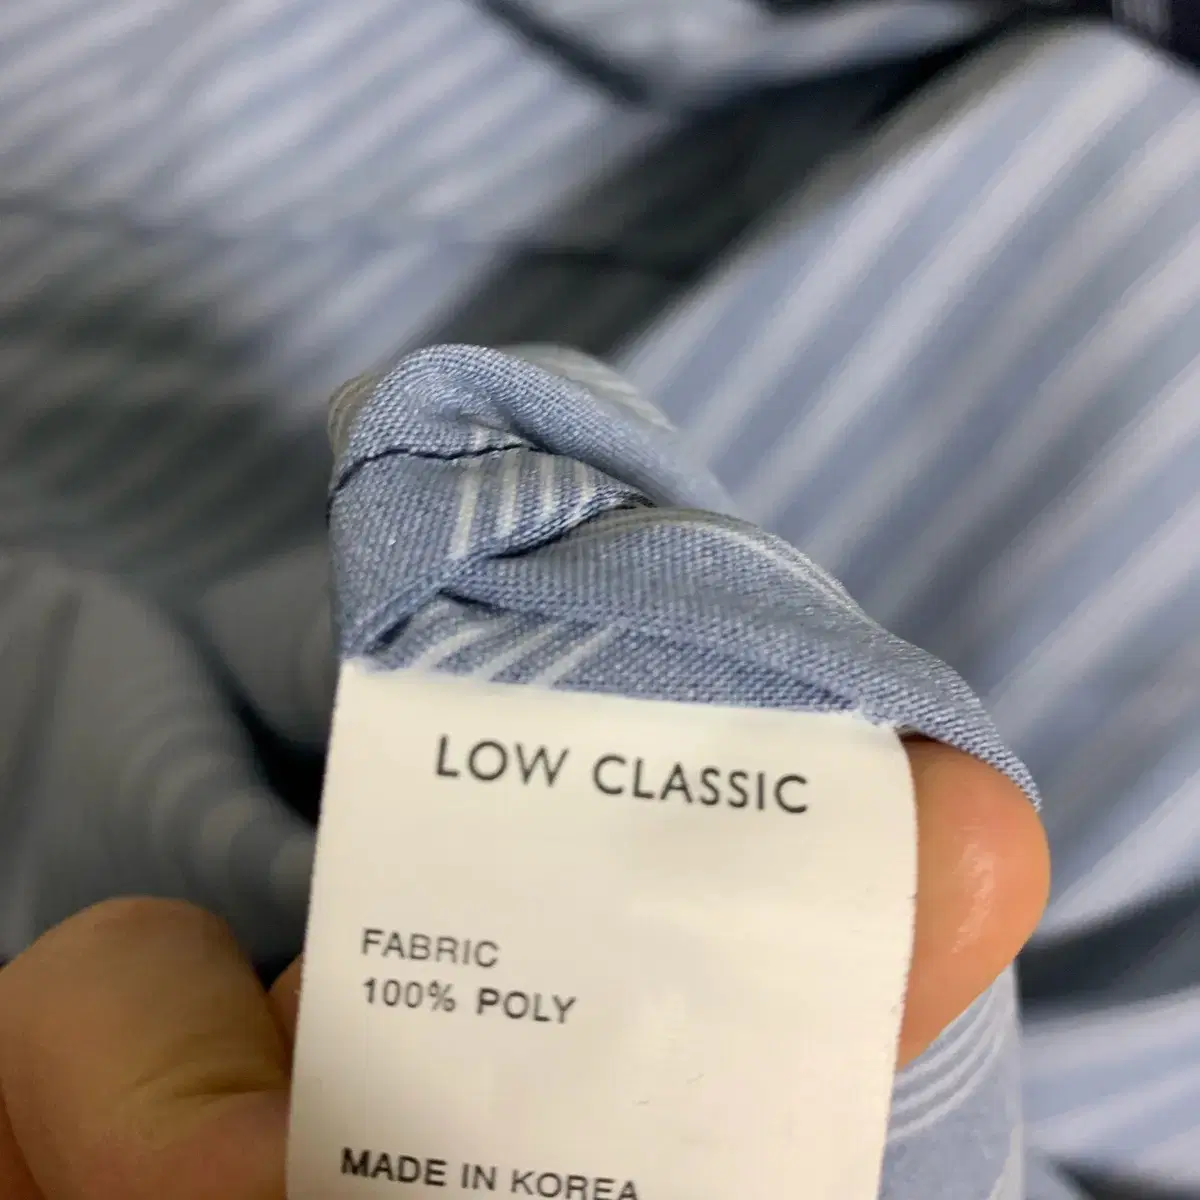 LOW CLASSIC
FABRIC
100% POLY
MADE IN KOREA